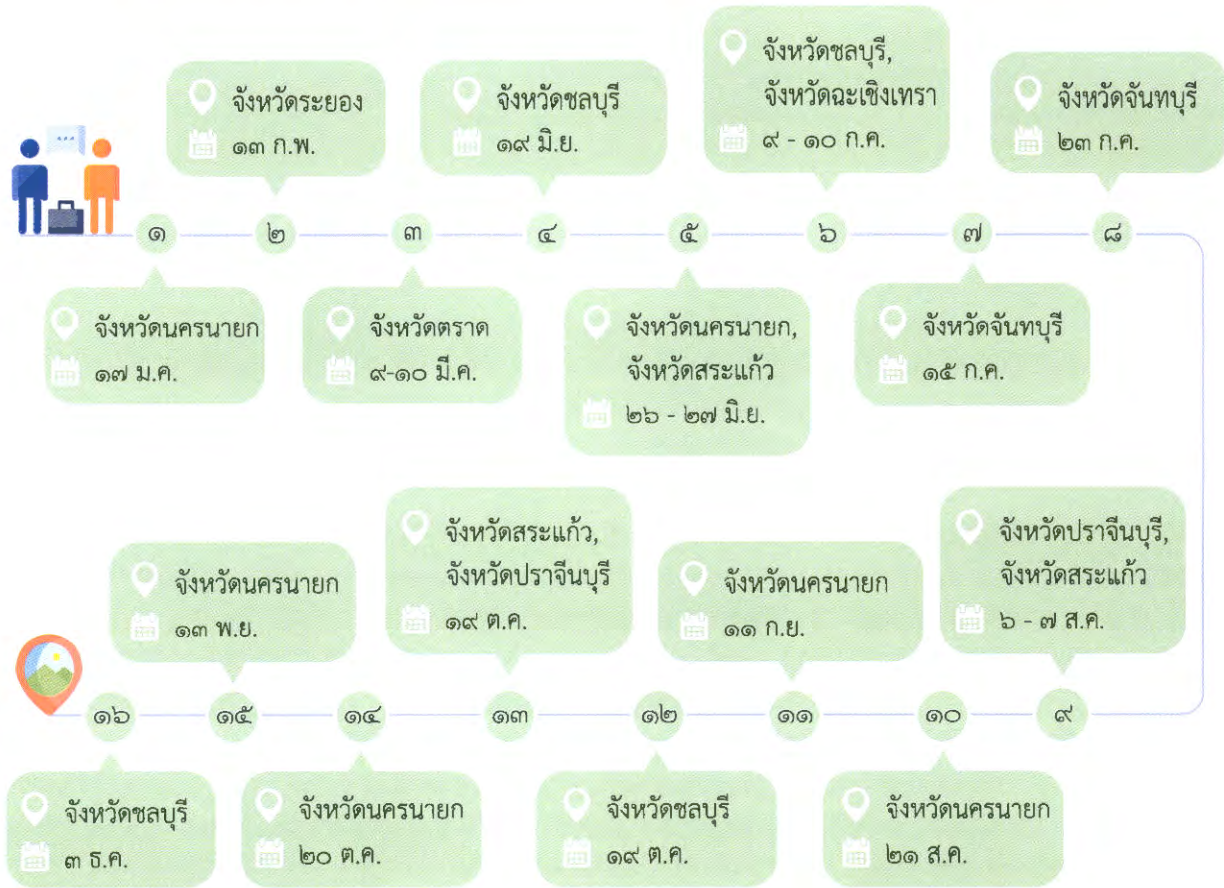 ๑
จังหวัดนครนายก
๑๗ ม.ค.
๒
จังหวัดระยอง
๑๓ ก.พ.
๓
จังหวัดตราด
๙-๑๐ มี.ค.
๔
จังหวัดชลบุรี
๑๙ มิ.ย.
๕
จังหวัดนครนายก,
จังหวัดสระแก้ว
๒๖ - ๒๗ มิ.ย.
๖
จังหวัดชลบุรี,
จังหวัดฉะเชิงเทรา
๙ - ๑๐ ก.ค.
๗
จังหวัดจันทบุรี
๑๕ ก.ค.
๘
จังหวัดจันทบุรี
๒๓ ก.ค.
๙
จังหวัดปราจีนบุรี,
จังหวัดสระแก้ว
๖ - ๗ ส.ค.
๑๐
จังหวัดนครนายก
๒๑ ส.ค.
๑๑
จังหวัดนครนายก
๑๑ ก.ย.
๑๒
จังหวัดชลบุรี
๑๙ ต.ค.
๑๓
จังหวัดสระแก้ว,
จังหวัดปราจีนบุรี
๑๙ ต.ค.
๑๔
จังหวัดนครนายก
๒๐ ต.ค.
๑๕
จังหวัดนครนายก
๑๓ พ.ย.
๑๖
จังหวัดชลบุรี
๓ ธ.ค.